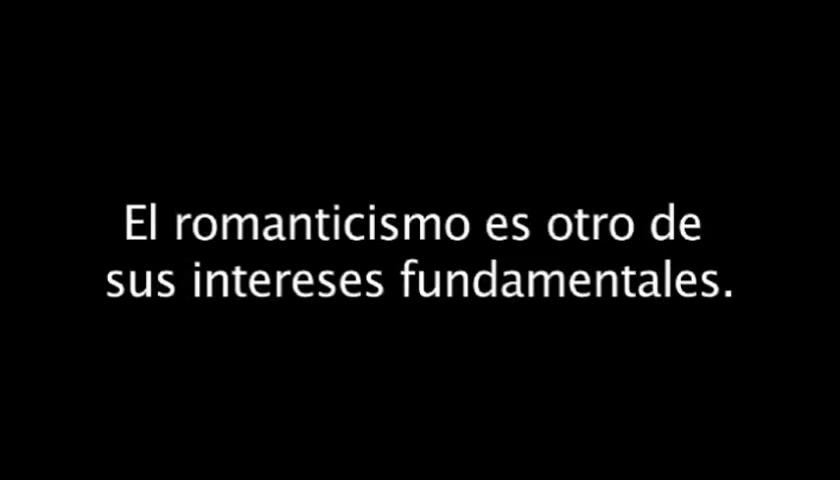 El romanticismo es otro de
sus intereses fundamentales.